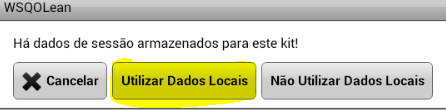 WSQOLean
Há dados de sessão armazenados para este kit!
Cancelar Utilizar Dados Locais Não Utilizar Dados Locais